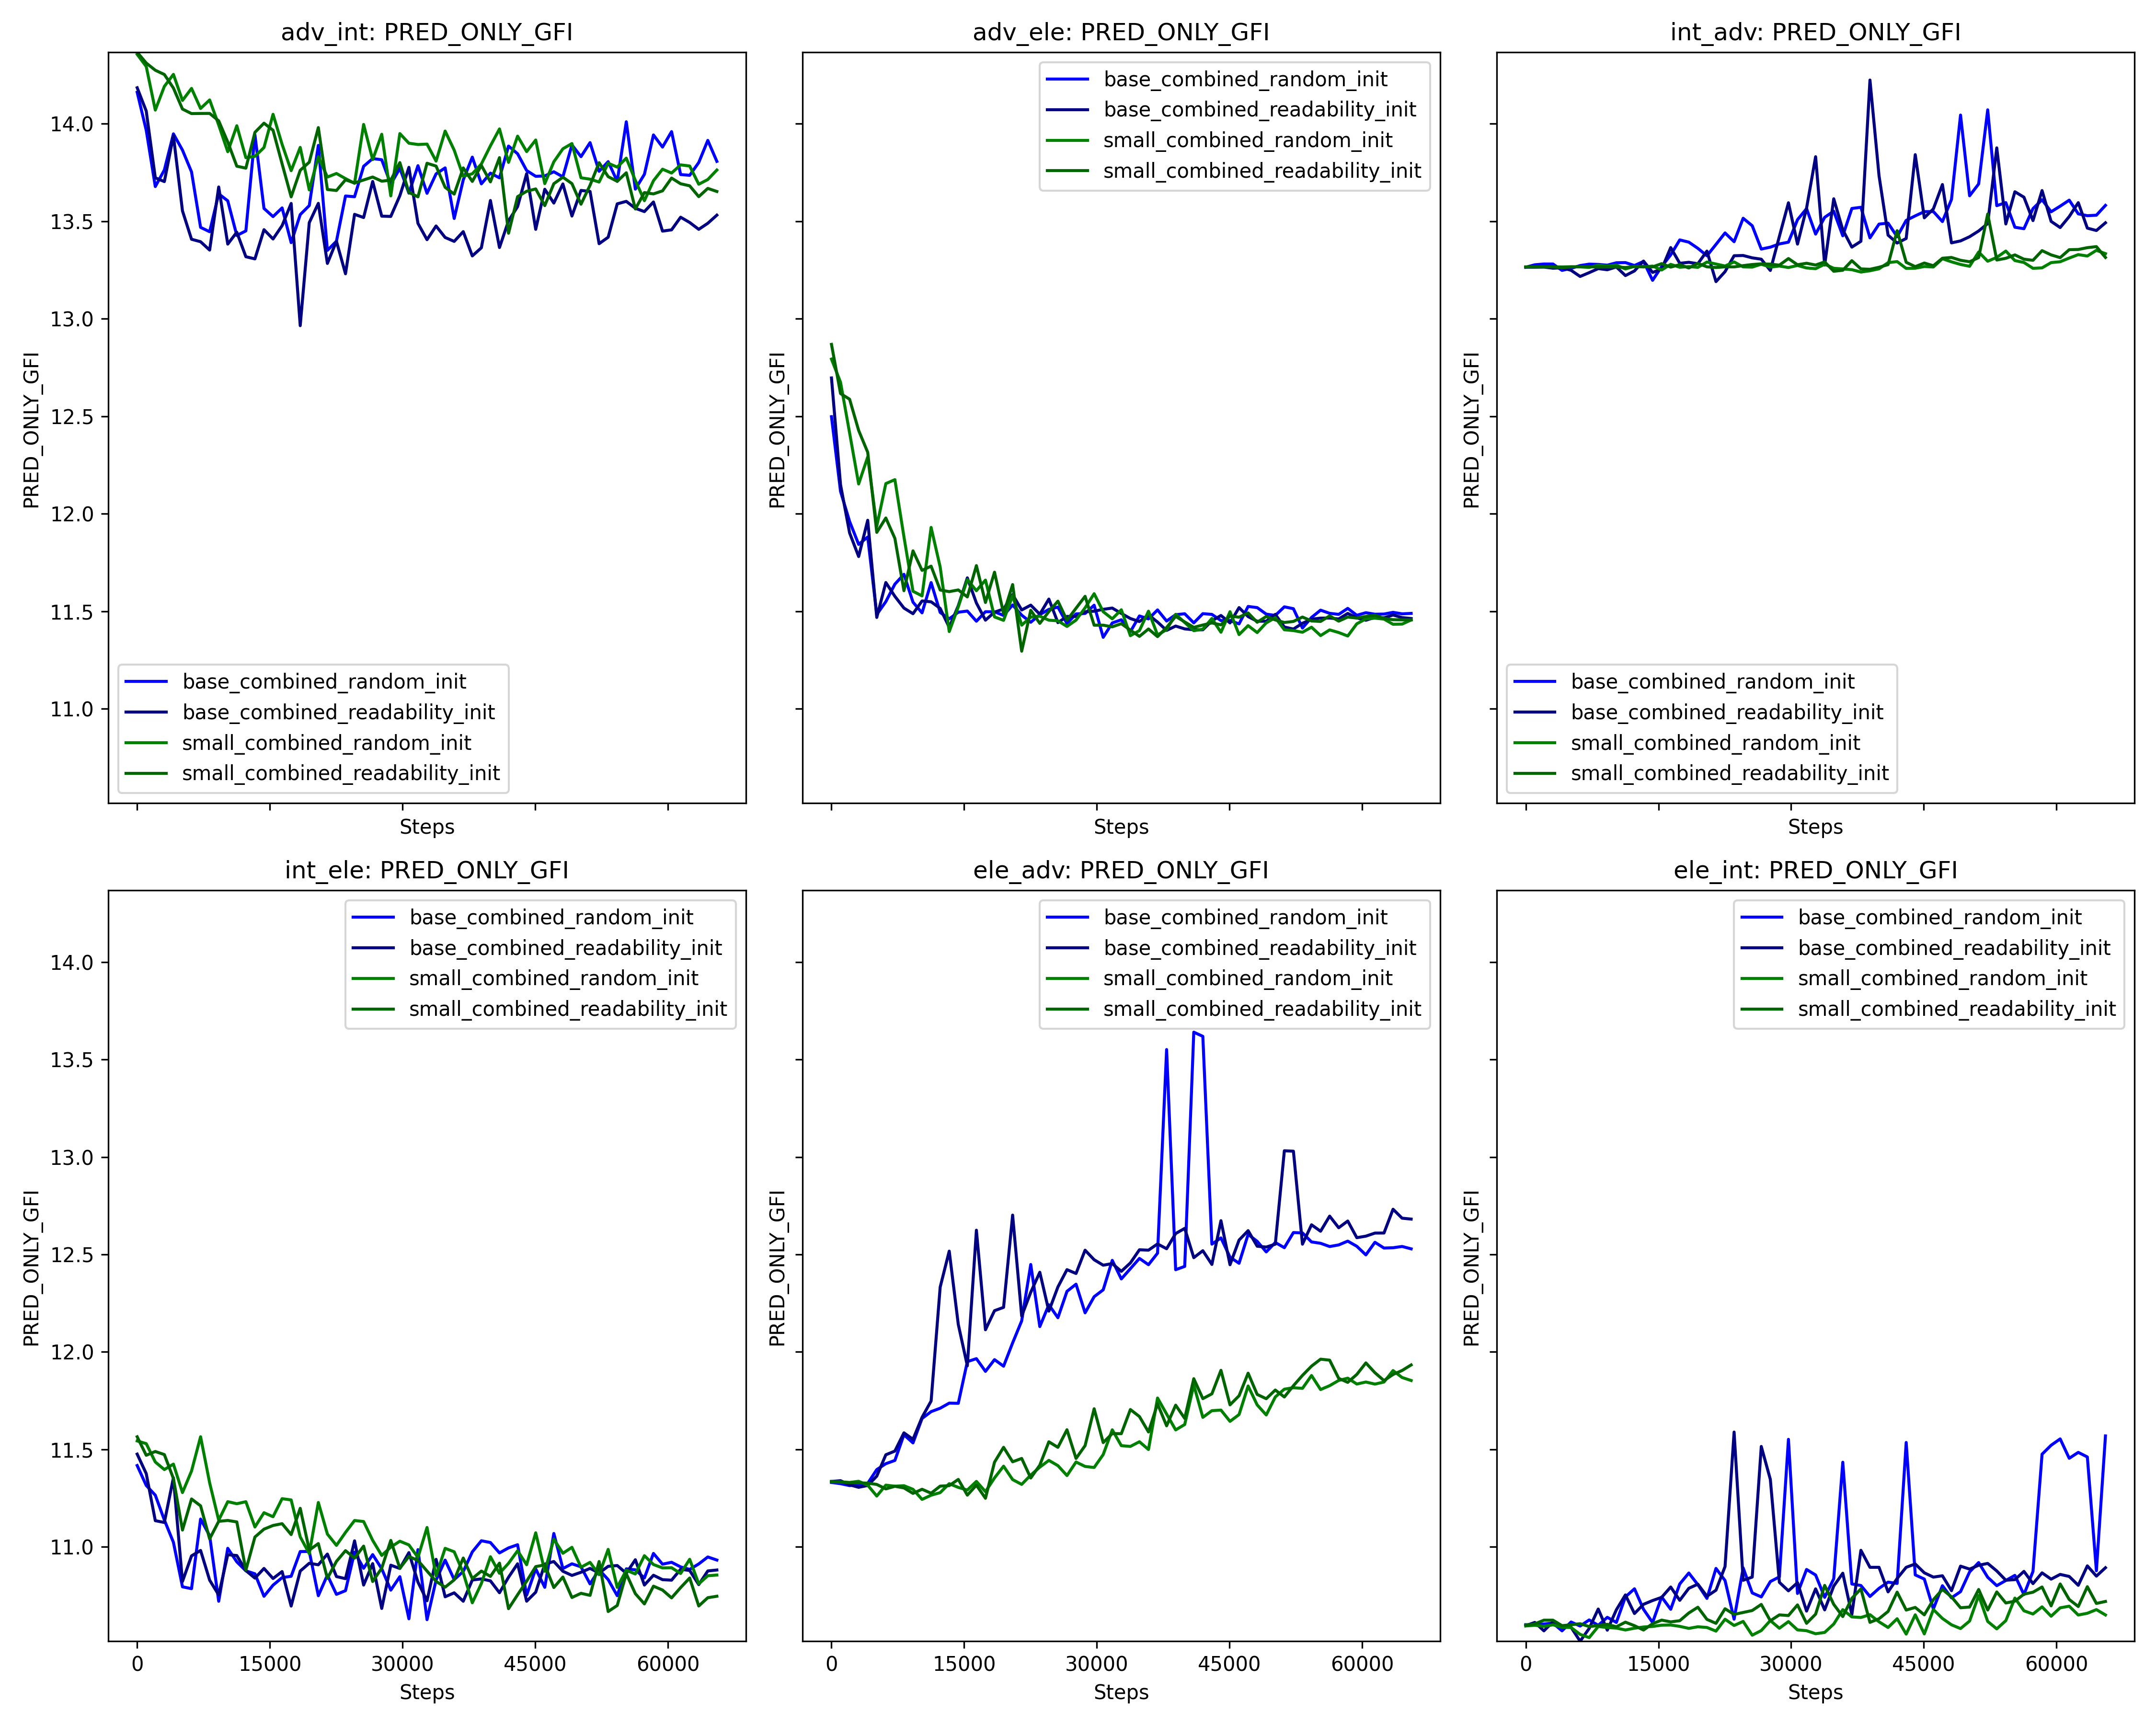 adv_int: PRED_ONLY_GFI
PRED_ONLY_GFI
14.0
13.5
13.0
12.5
12.0
11.5
11.0
base_combined_random_init
base_combined_readability_init
small_combined_random_init
small_combined_readability_init
Steps
adv_ele: PRED_ONLY_GFI
PRED_ONLY_GFI
base_combined_random_init
base_combined_readability_init
small_combined_random_init
small_combined_readability_init
Steps
int_adv: PRED_ONLY_GFI
PRED_ONLY_GFI
base_combined_random_init
base_combined_readability_init
small_combined_random_init
small_combined_readability_init
Steps
int_ele: PRED_ONLY_GFI
PRED_ONLY_GFI
14.0
13.5
13.0
12.5
12.0
11.5
11.0
base_combined_random_init
base_combined_readability_init
small_combined_random_init
small_combined_readability_init
0 15000 30000 45000 60000
Steps
ele_adv: PRED_ONLY_GFI
PRED_ONLY_GFI
base_combined_random_init
base_combined_readability_init
small_combined_random_init
small_combined_readability_init
0 15000 30000 45000 60000
Steps
ele_int: PRED_ONLY_GFI
PRED_ONLY_GFI
base_combined_random_init
base_combined_readability_init
small_combined_random_init
small_combined_readability_init
0 15000 30000 45000 60000
Steps